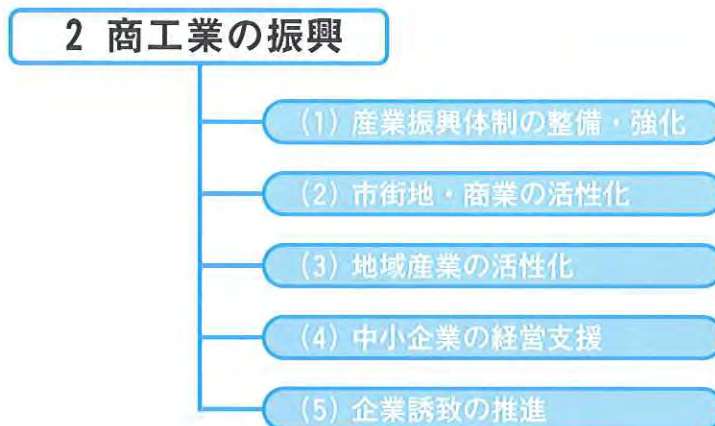 2 商工業の振興
(1) 産業振興体制の整備・強化
(2) 市街地・商業の活性化
(3) 地域産業の活性化
(4) 中小企業の経営支援
(5) 企業誘致の推進